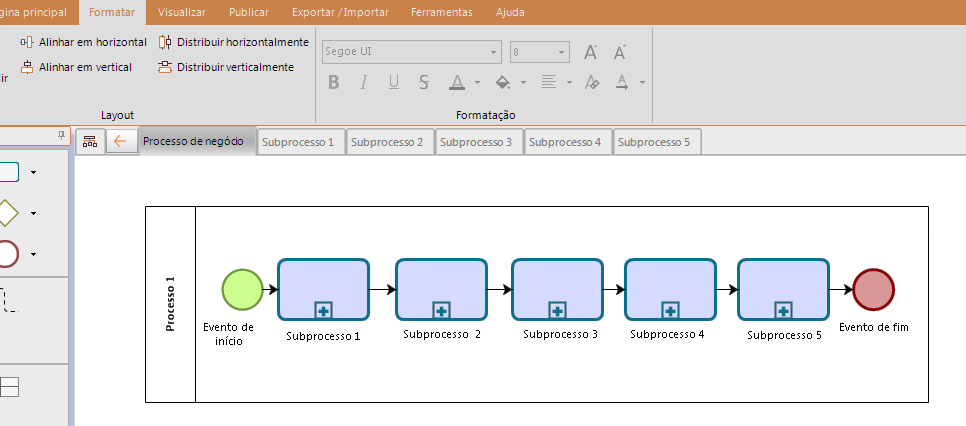 gina principal Formatar Visualizar Publicar Exportar / Importar Ferramentas Ajuda
Alinhar em horizontal Distribuir horizontalmente
Segoe UI 8
Alinhar em vertical Distribuir verticalmente
ir
B I U S A
Layout Formatação
Processo de negócio Subprocesso 1 Subprocesso 2 Subprocesso 3 Subprocesso 4 Subprocesso 5
Processo 1
Evento de
início
Subprocesso 1
Subprocesso 2
Subprocesso 3
Subprocesso 4
Subprocesso 5
Evento de fim